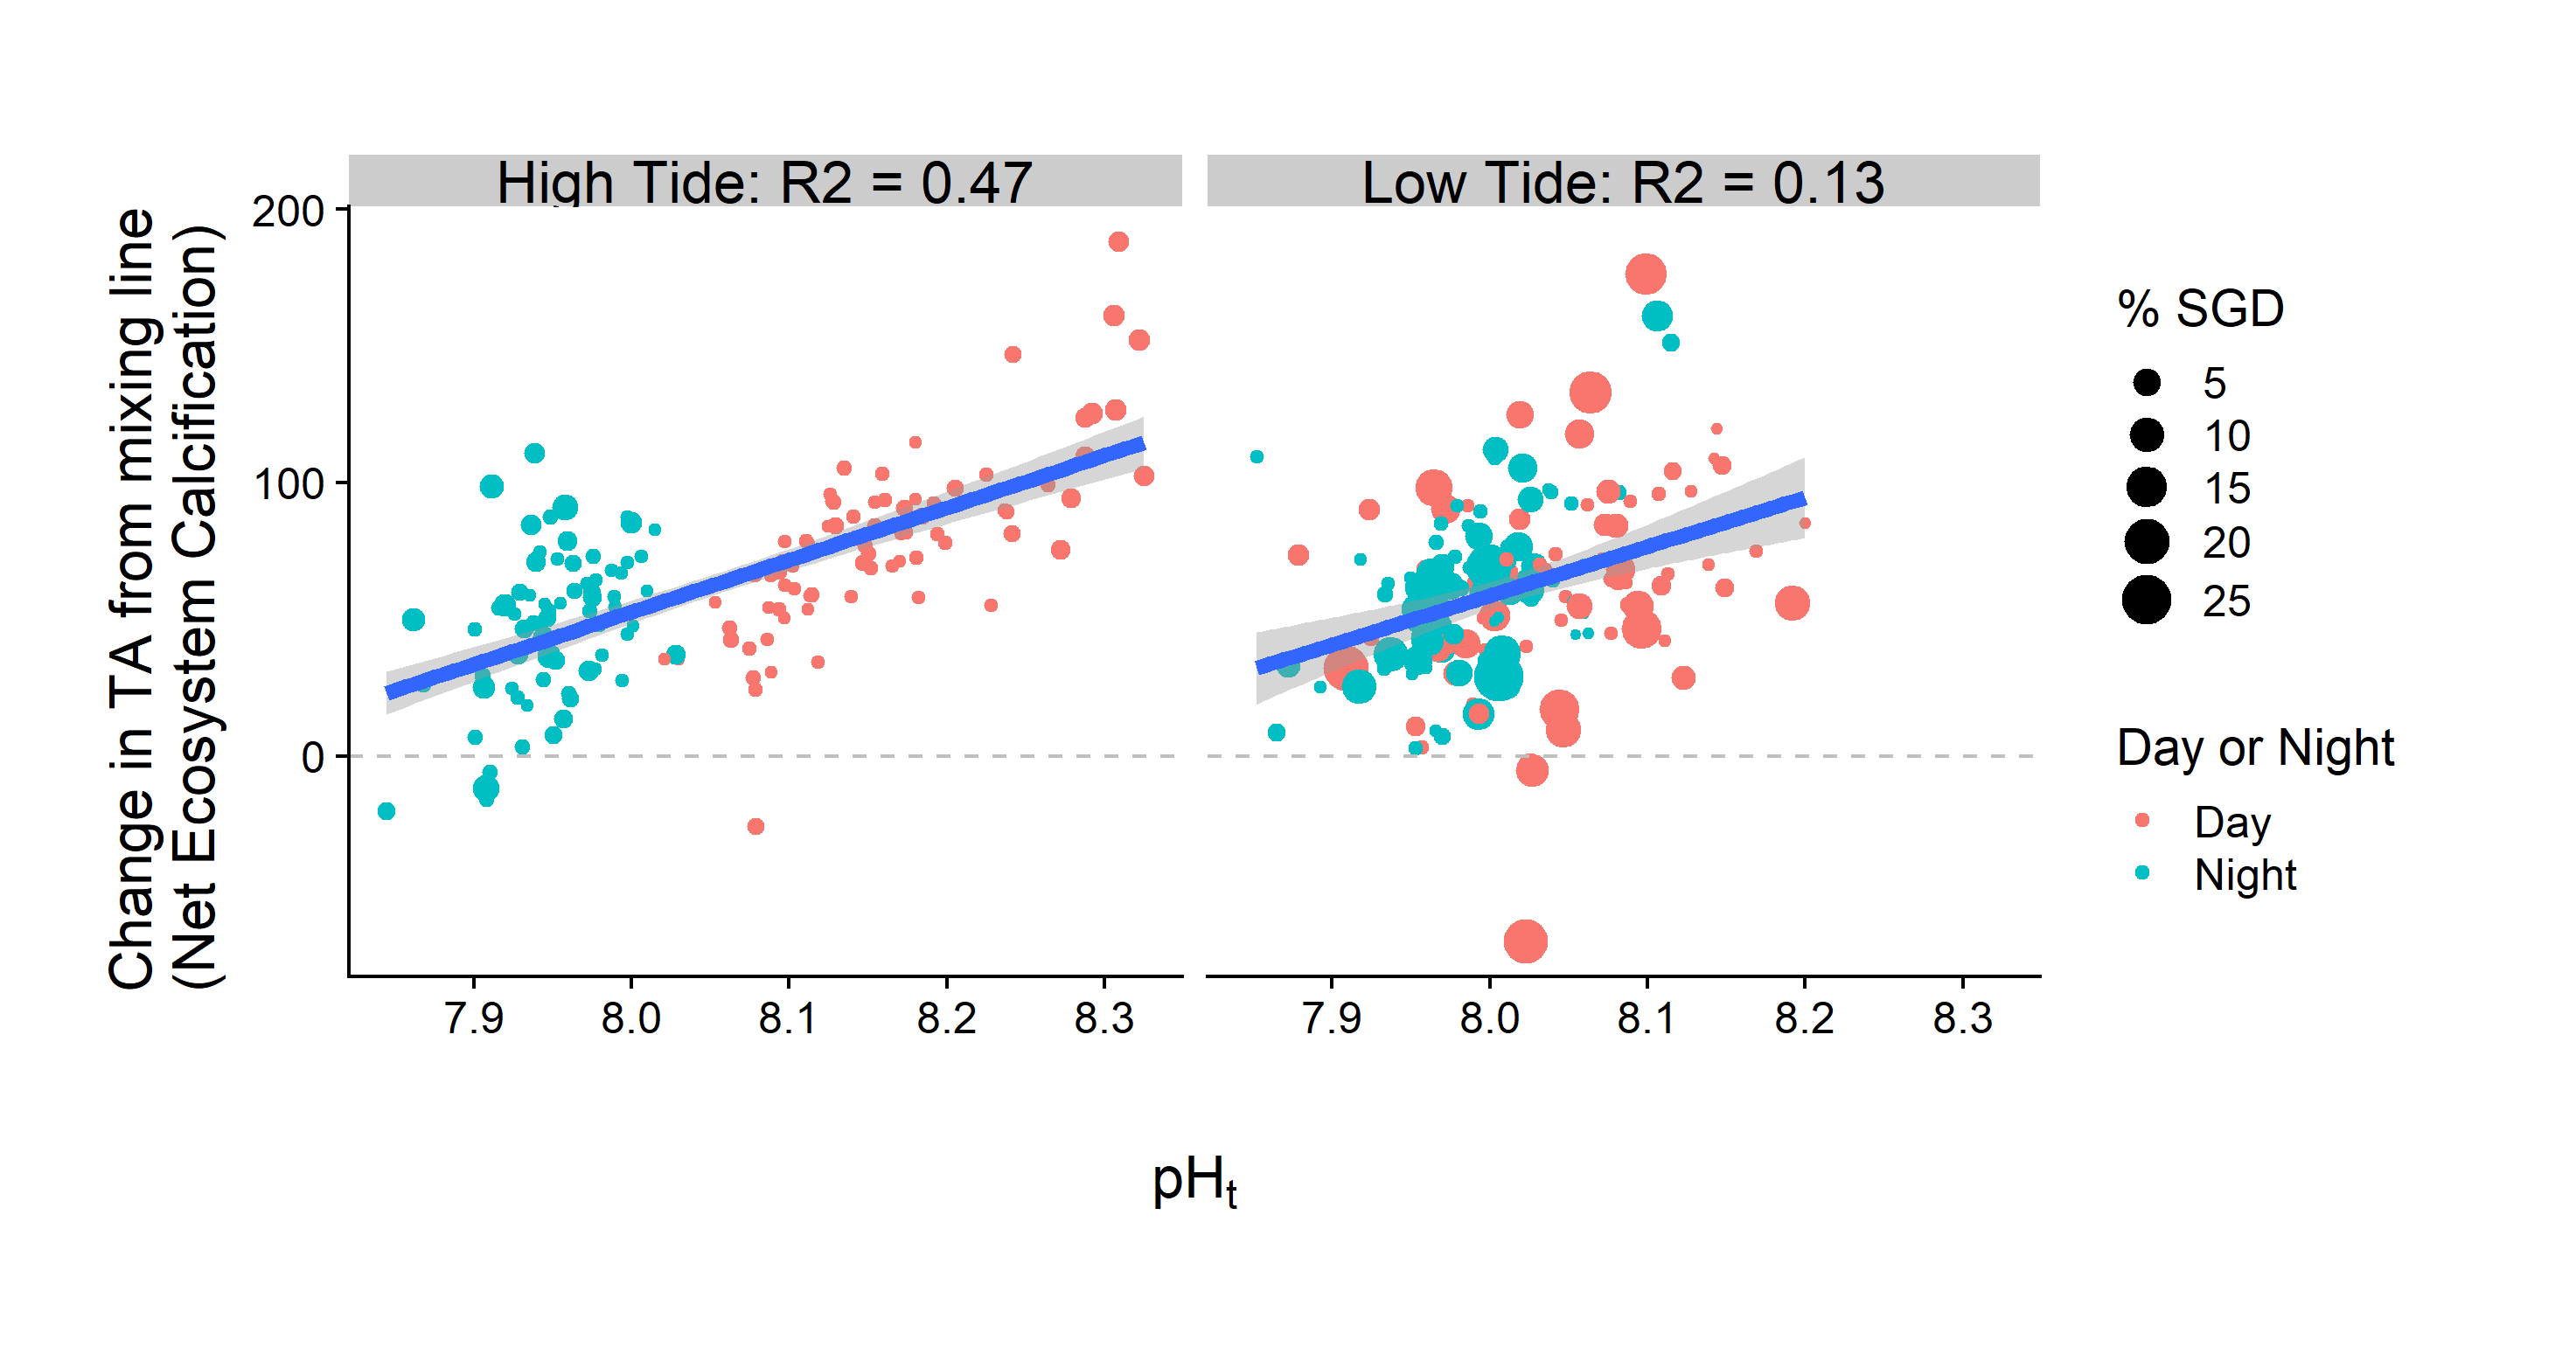 High Tide: R2 = 0.47
Low Tide: R2 = 0.13
Change in TA from mixing line
(Net Ecosystem Calcification)
200
100
0
7.9 8.0 8.1 8.2 8.3
7.9 8.0 8.1 8.2 8.3
pHt
% SGD
5
10
15
20
25
Day or Night
Day
Night